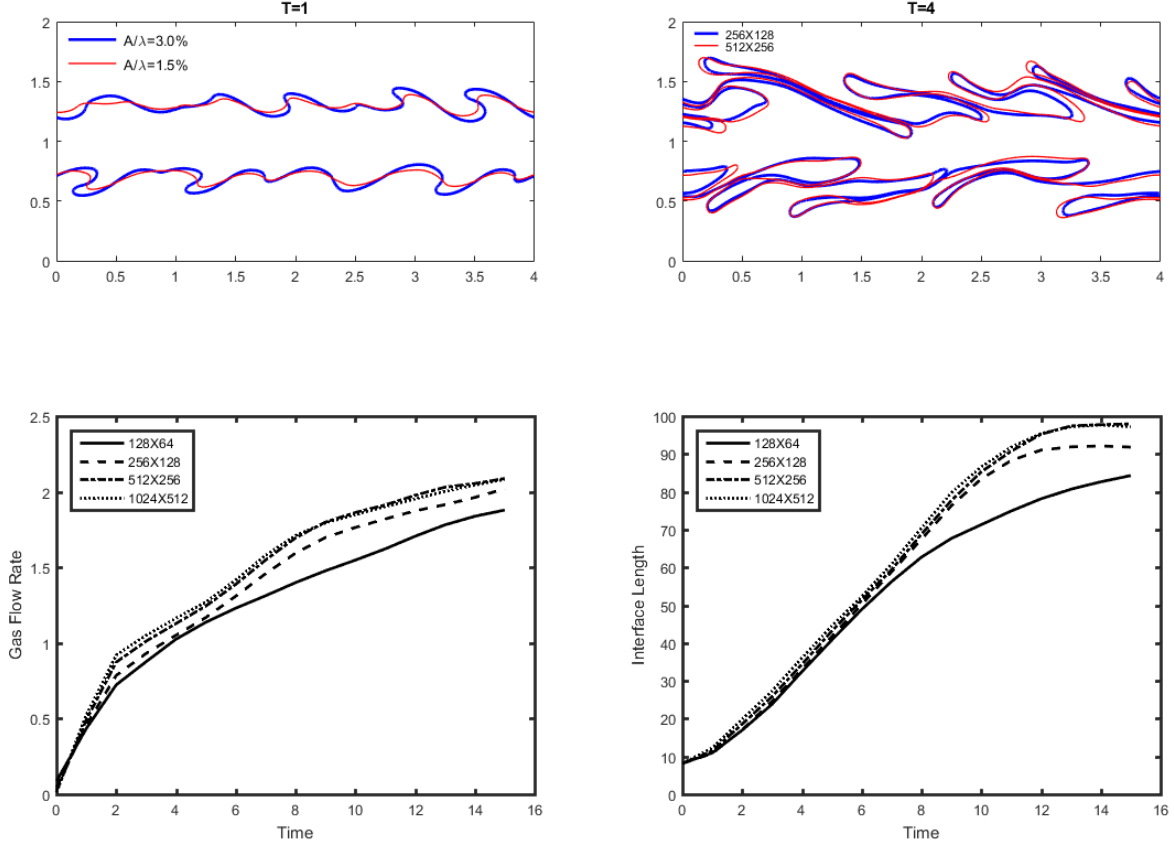 T=1
2
1.5
1
0.5
0
A/λ=3.0%
A/λ=1.5%
0 0.5 1 1.5 2 2.5 3 3.5 4
T=4
2
1.5
1
0.5
0
256X128
512X256
0 0.5 1 1.5 2 2.5 3 3.5 4
2.5
2
1.5
1
0.5
0
Gas Flow Rate
128X64
256X128
512X256
1024X512
0 2 4 6 8 10 12 14 16
Time
100
90
80
70
60
50
40
30
20
10
0
Interface Length
128X64
256X128
512X256
1024X512
0 2 4 6 8 10 12 14 16
Time